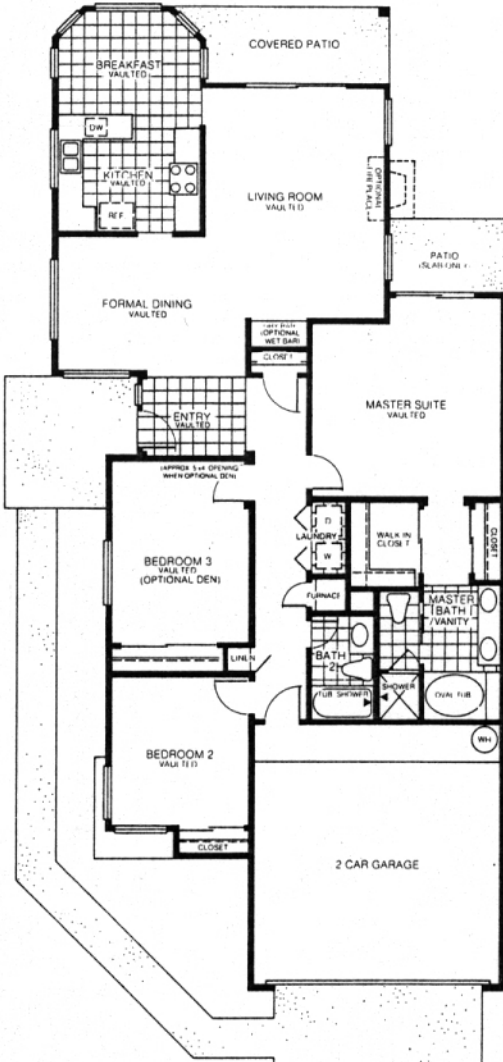 COVERED PATIO
BREAKFAST
VAULTED
DW
KITCHEN
VAULTED
REF
LIVING ROOM
VAULTED
OPTIONAL
FIREPLACE
PATIO
(SLAB ONLY)
FORMAL DINING
VAULTED
(OPTIONAL
WET BAR)
CLOSET
ENTRY
VAULTED
MASTER SUITE
VAULTED
(APPROX 5'x4' OPENING
WHEN OPTIONAL DEN)
BEDROOM 3
VAULTED
(OPTIONAL DEN)
D
LAUNDRY
W
WALK IN
CLOSET
CLOSET
FURNACE
MASTER
BATH
/VANITY
LINEN
BATH
2
TUB SHOWER
SHOWER
OVAL TUB
WH
BEDROOM 2
VAULTED
CLOSET
2 CAR GARAGE